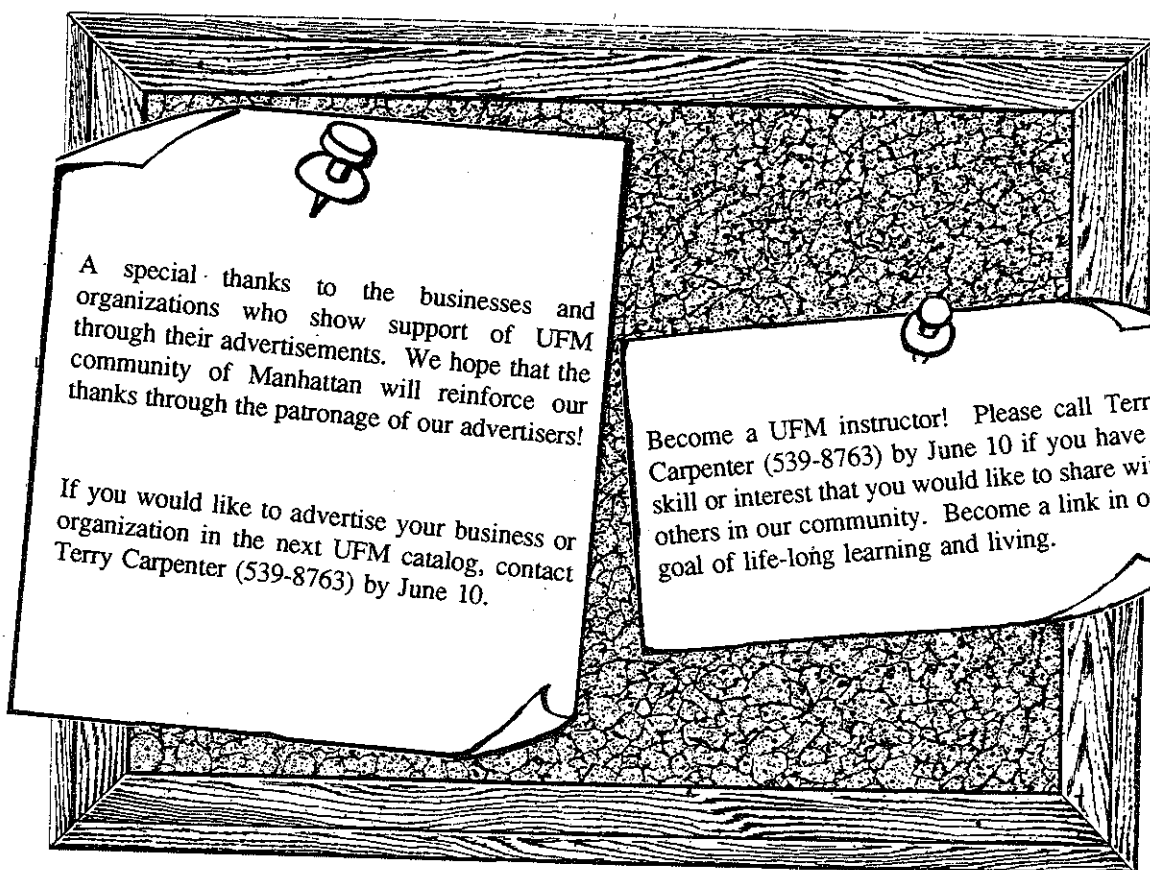 A special thanks to the businesses and
organizations who show support of UFM
through their advertisements. We hope that the
community of Manhattan will reinforce our
thanks through the patronage of our advertisers!
If you would like to advertise your business or
organization in the next UFM catalog, contact
Terry Carpenter (539-8763) by June 10.
Become a UFM instructor! Please call Terr
Carpenter (539-8763) by June 10 if you have
skill or interest that you would like to share wi
others in our community. Become a link in o
goal of life-long learning and living.